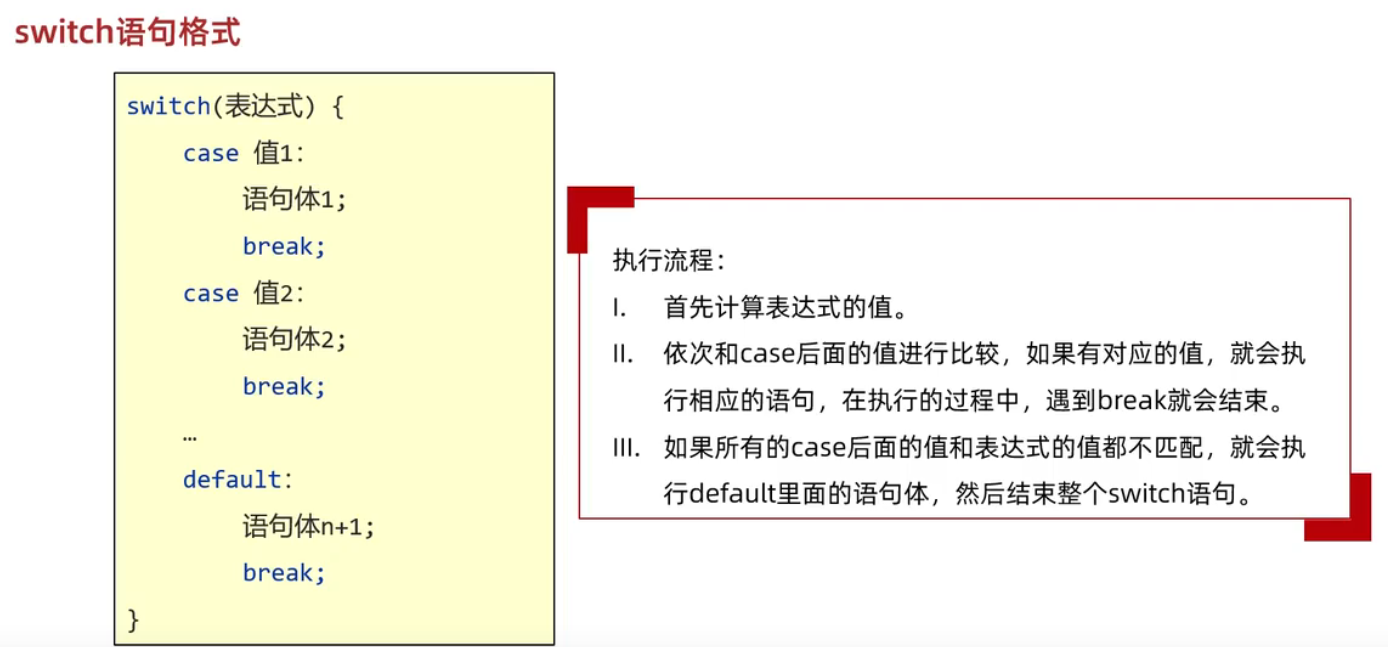 switch语句格式
switch(表达式) {
case 值1:
语句体1;
break;
case 值2:
语句体2;
break;
…
default:
语句体n+1;
break;
}
执行流程：
I. 首先计算表达式的值。
II. 依次和case后面的值进行比较，如果有对应的值，就会执
行相应的语句，在执行的过程中，遇到break就会结束。
III. 如果所有的case后面的值和表达式的值都不匹配，就会执
行default里面的语句体，然后结束整个switch语句。